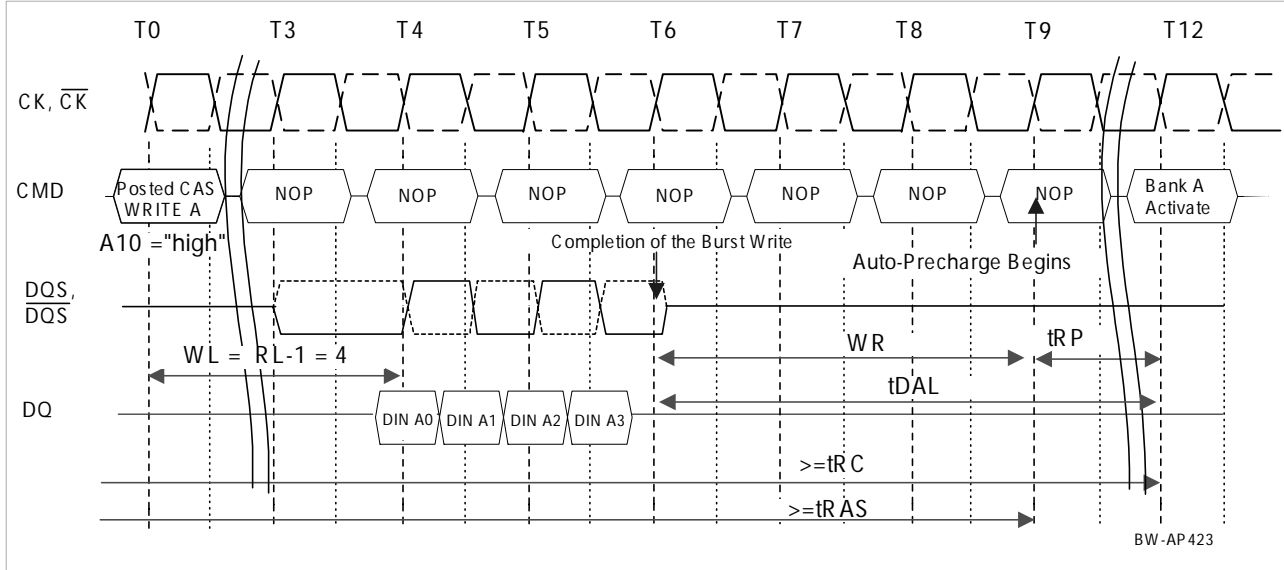 T0 T3 T4 T5 T6 T7 T8 T9 T12
CK, CK
CMD Posted CAS NOP NOP NOP NOP NOP NOP NOP Bank A
WRITE A Activate
A10 ="high" Completion of the Burst Write
Auto-Precharge Begins
DQS,
DQS
WL = RL-1 = 4 WR tRP
tDAL
DQ DIN A0 DIN A1 DIN A2 DIN A3
>=tRC
>=tRAS
BW-AP423